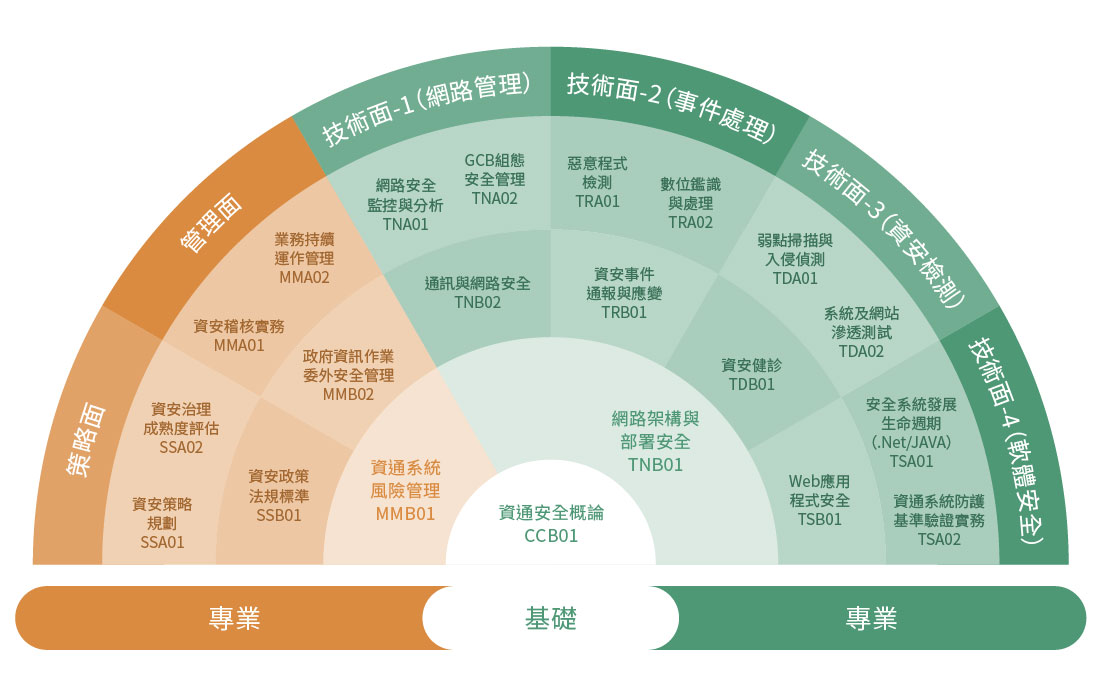 策略面
管理面
技術面-1(網路管理)
技術面-2(事件處理)
技術面-3(資安檢測)
技術面-4(軟體安全)
資安策略
規劃
SSA01
資安治理
成熟度評估
SSA02
資安政策
法規標準
SSB01
資安稽核實務
MMA01
業務持續
運作管理
MMA02
政府資訊作業
委外安全管理
MMB02
資通系統
風險管理
MMB01
網路安全
監控與分析
TNA01
GCB組態
安全管理
TNA02
通訊與網路安全
TNB02
惡意程式
檢測
TRA01
數位鑑識
與處理
TRA02
資安事件
通報與應變
TRB01
弱點掃描與
入侵偵測
TDA01
系統及網站
滲透測試
TDA02
資安健診
TDB01
安全系統發展
生命週期
(.Net/JAVA)
TSA01
資通系統防護
基準驗證實務
TSA02
Web應用
程式安全
TSB01
網路架構與
部署安全
TNB01
資通安全概論
CCB01
專業
基礎
專業